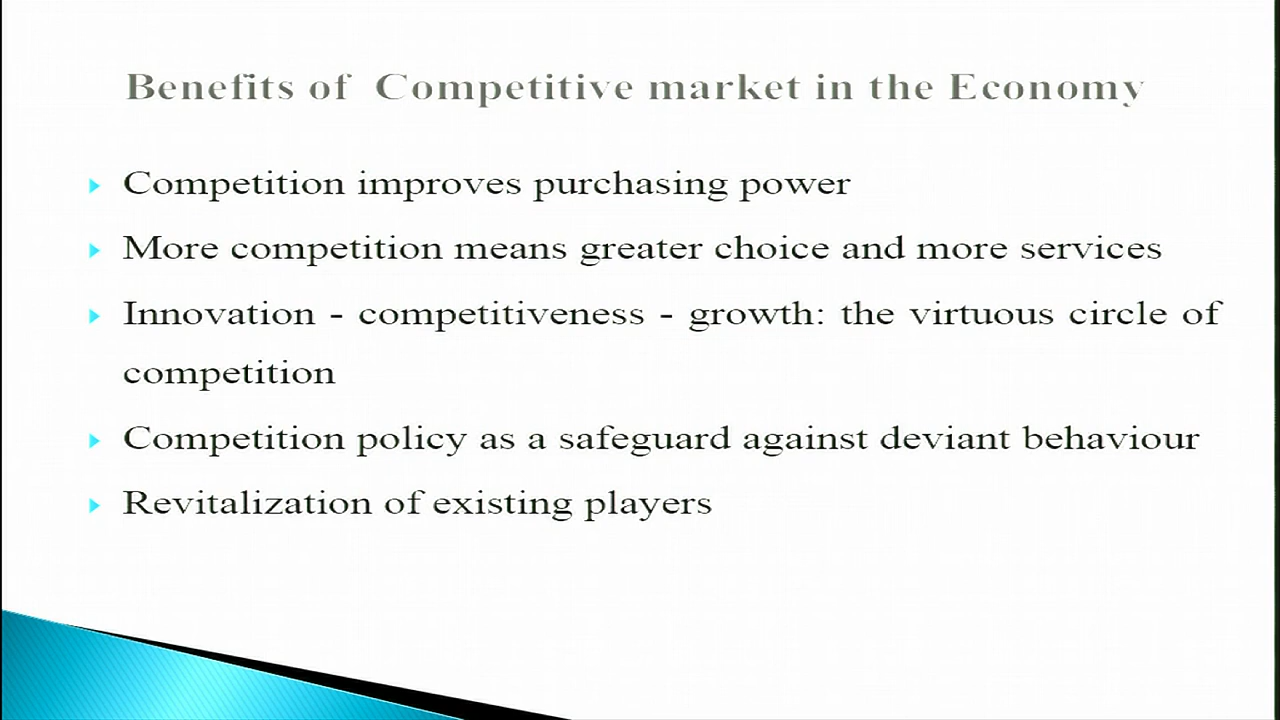 Benefits of Competitive market in the Economy
Competition improves purchasing power
More competition means greater choice and more services
Innovation - competitiveness - growth: the virtuous circle of
competition
Competition policy as a safeguard against deviant behaviour
Revitalization of existing players